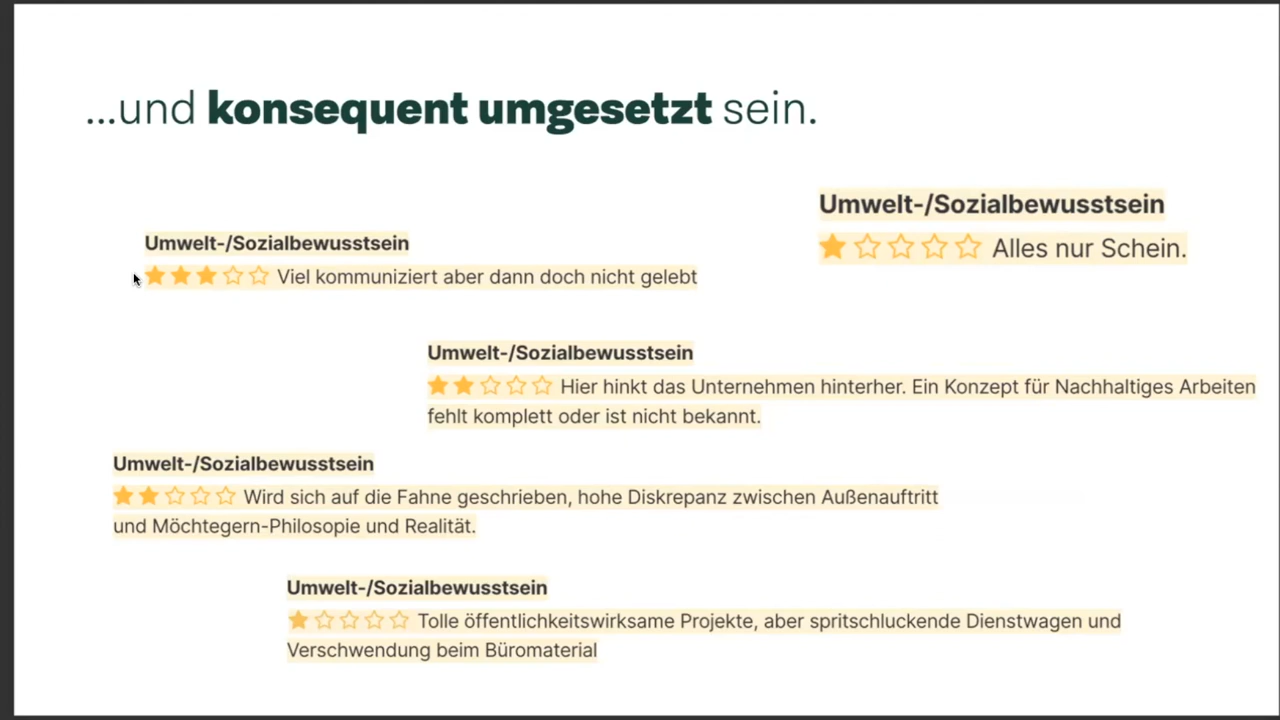 ...und konsequent umgesetzt sein.
Umwelt-/Sozialbewusstsein
Alles nur Schein.
Umwelt-/Sozialbewusstsein
Viel kommuniziert aber dann doch nicht gelebt
Umwelt-/Sozialbewusstsein
Hier hinkt das Unternehmen hinterher. Ein Konzept für Nachhaltiges Arbeiten
fehlt komplett oder ist nicht bekannt.
Umwelt-/Sozialbewusstsein
Wird sich auf die Fahne geschrieben, hohe Diskrepanz zwischen Außenauftritt
und Möchtegern-Philosopie und Realität.
Umwelt-/Sozialbewusstsein
Tolle öffentlichkeitswirksame Projekte, aber spritschluckende Dienstwagen und
Verschwendung beim Büromaterial